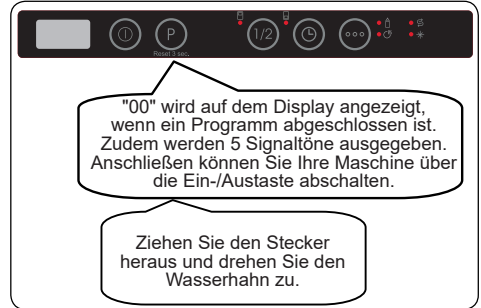 P
1/2
Reset 3 sec.
"00" wird auf dem Display angezeigt,
wenn ein Programm abgeschlossen ist.
Zudem werden 5 Signaltöne ausgegeben.
Anschließen können Sie Ihre Maschine über
die Ein-/Austaste abschalten.
Ziehen Sie den Stecker
heraus und drehen Sie den
Wasserhahn zu.